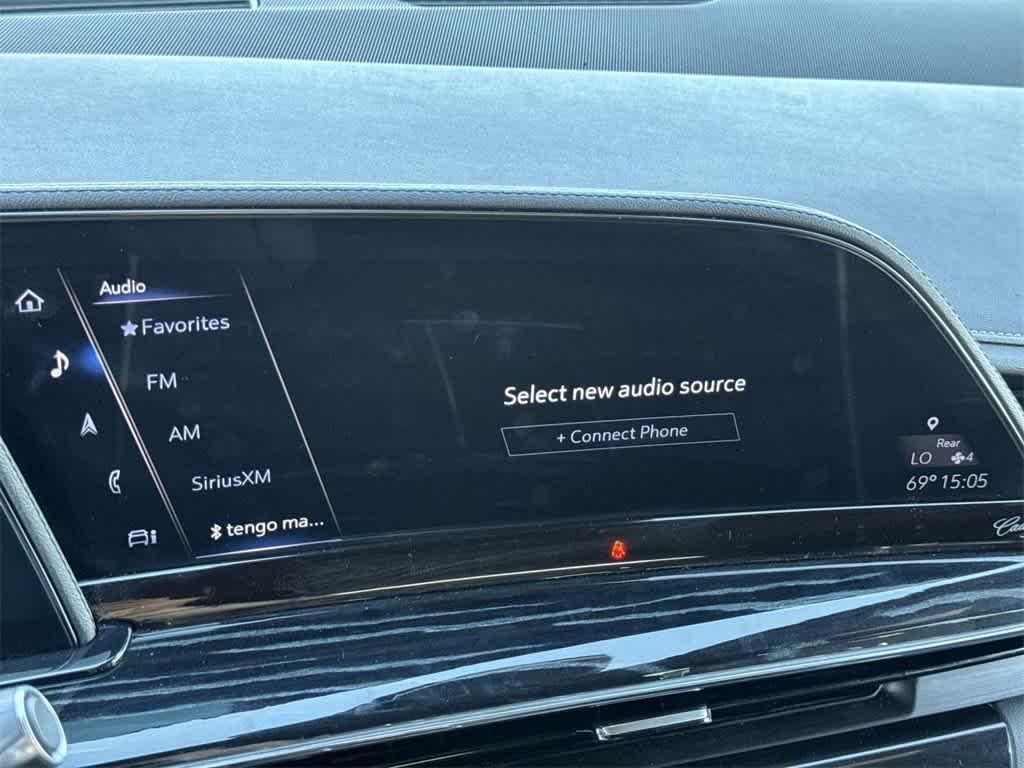 Audio
Favorites
FM
AM
SiriusXM
tengo ma...
Select new audio source
+ Connect Phone
Rear
LO 4
69° 15:05